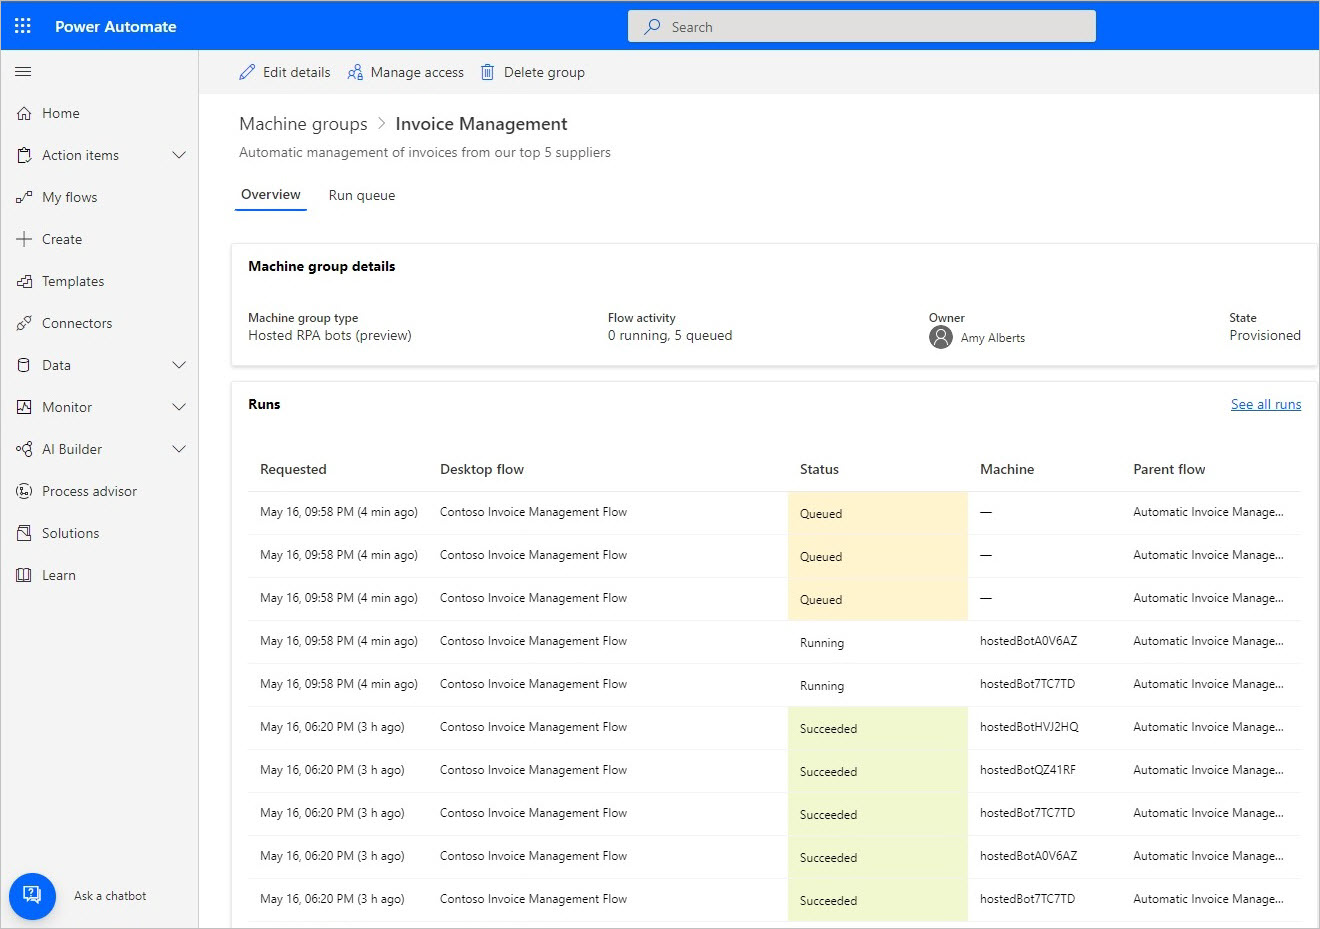 Power Automate
Search
Edit details Manage access Delete group
Home
Action items
My flows
Create
Templates
Connectors
Data
Monitor
AI Builder
Process advisor
Solutions
Learn
Ask a chatbot
Machine groups > Invoice Management
Automatic management of invoices from our top 5 suppliers
Overview Run queue
Machine group details
Machine group type Flow activity Owner State
Hosted RPA bots (preview) 0 running, 5 queued Amy Alberts Provisioned
Runs See all runs
Requested Desktop flow Status Machine Parent flow
May 16, 09:58 PM (4 min ago) Contoso Invoice Management Flow Queued — Automatic Invoice Manage...
May 16, 09:58 PM (4 min ago) Contoso Invoice Management Flow Queued — Automatic Invoice Manage...
May 16, 09:58 PM (4 min ago) Contoso Invoice Management Flow Queued — Automatic Invoice Manage...
May 16, 09:58 PM (4 min ago) Contoso Invoice Management Flow Running hostedBotA0V6AZ Automatic Invoice Manage...
May 16, 09:58 PM (4 min ago) Contoso Invoice Management Flow Running hostedBot7TC7TD Automatic Invoice Manage...
May 16, 06:20 PM (3 h ago) Contoso Invoice Management Flow Succeeded hostedBotHVJ2HQ Automatic Invoice Manage...
May 16, 06:20 PM (3 h ago) Contoso Invoice Management Flow Succeeded hostedBotQZ41RF Automatic Invoice Manage...
May 16, 06:20 PM (3 h ago) Contoso Invoice Management Flow Succeeded hostedBot7TC7TD Automatic Invoice Manage...
May 16, 06:20 PM (3 h ago) Contoso Invoice Management Flow Succeeded hostedBotA0V6AZ Automatic Invoice Manage...
May 16, 06:20 PM (3 h ago) Contoso Invoice Management Flow Succeeded hostedBot7TC7TD Automatic Invoice Manage...